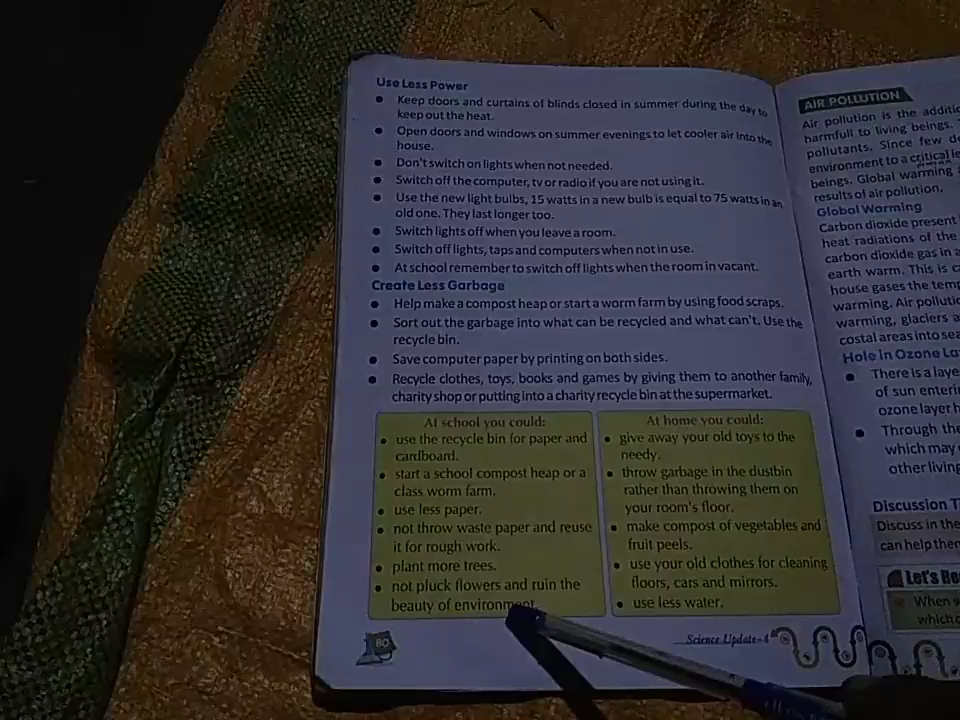 Use Less Power
● Keep doors and curtains of blinds closed in summer during the day to
keep out the heat.
● Open doors and windows on summer evenings to let cooler air into the
house.
● Don't switch on lights when not needed.
● Switch off the computer, tv or radio if you are not using it.
● Use the new light bulbs, 15 watts in a new bulb is equal to 75 watts in an
old one. They last longer too.
● Switch lights off when you leave a room.
● Switch off lights, taps and computers when not in use.
● At school remember to switch off lights when the room in vacant.
Create Less Garbage
● Help make a compost heap or start a worm farm by using food scraps.
● Sort out the garbage into what can be recycled and what can't. Use the
recycle bin.
● Save computer paper by printing on both sides.
● Recycle clothes, toys, books and games by giving them to another family,
charity shop or putting into a charity recycle bin at the supermarket.
At school you could:
● use the recycle bin for paper and
cardboard.
● start a school compost heap or a
class worm farm.
● use less paper.
● not throw waste paper and reuse
it for rough work.
● plant more trees.
● not pluck flowers and ruin the
beauty of environment.
At home you could:
● give away your old toys to the
needy.
● throw garbage in the dustbin
rather than throwing them on
your room's floor.
● make compost of vegetables and
fruit peels.
● use your old clothes for cleaning
floors, cars and mirrors.
● use less water.
80
Science Update-4
AIR POLLUTION
Air pollution is the
harmfull to living beings.
pollutants. Since few
environment to a critical
beings. Global warming
results of air pollution.
Global Warming
Carbon dioxide present
heat radiations of the
carbon dioxide gas in
earth warm. This is
house gases the
warming. Air
warming, glaciers
costal areas into
Hole in Ozone
● There is a
of sun
ozone layer
● Through the
which may
other living
Discussion
Discuss in the
can help them
Let's
When
which